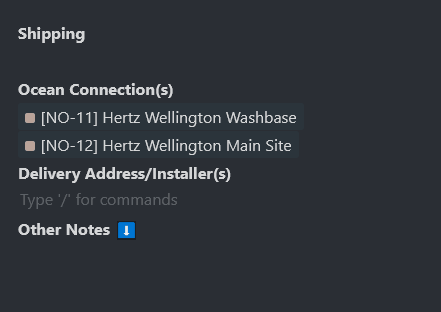 Shipping
Ocean Connection(s)
[NO-11] Hertz Wellington Washbase
[NO-12] Hertz Wellington Main Site
Delivery Address/Installer(s)
Type '/' for commands
Other Notes ⬇